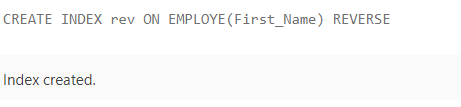 CREATE INDEX rev ON EMPLOYE(First_Name) REVERSE
Index created.